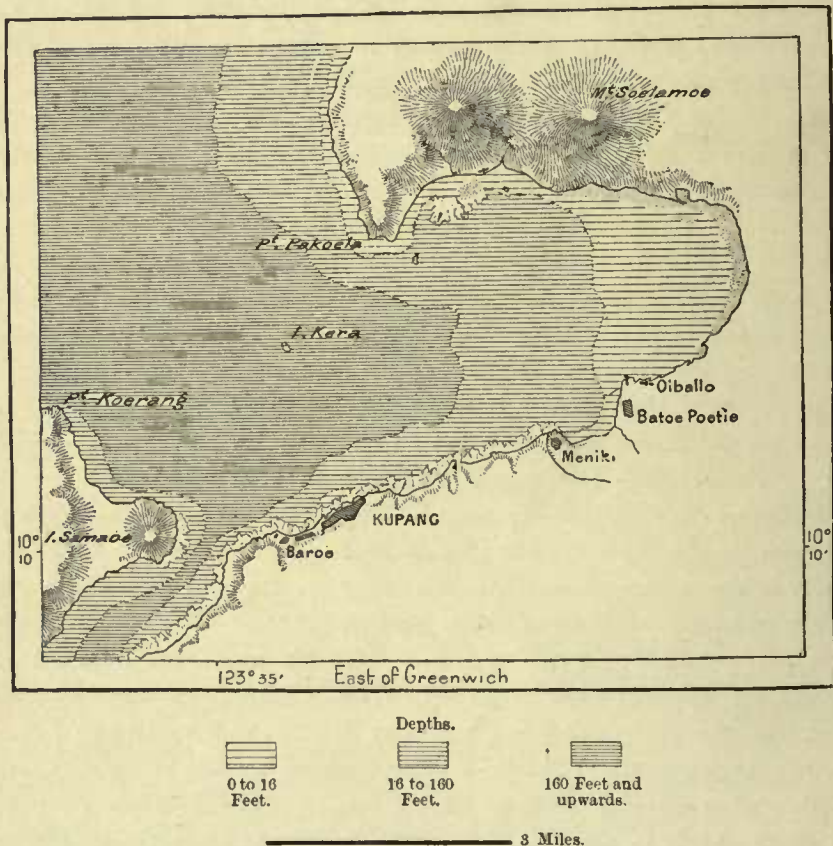 Mt. Soelamoe
Pt. Pakoela
I. Kera
Pt. Koerang
Oiballo
Batoe Poetie
Meniki
KUPANG
I. Samaoe
Baroe
10°
10'
10°
10'
123° 35' East of Greenwich
Depths.
0 to 16
Feet.
16 to 160
Feet.
160 Feet and
upwards.
3 Miles.